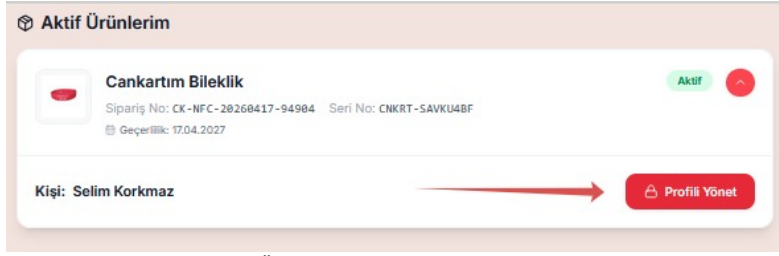 Aktif Ürünlerim
Cankartım Bileklik
Aktif
Sipariş No: CK-NFC-20260417-94904 Seri No: CNKRT-SAVKU4BF
Geçerlilik: 17.04.2027
Kişi: Selim Korkmaz
Profili Yönet